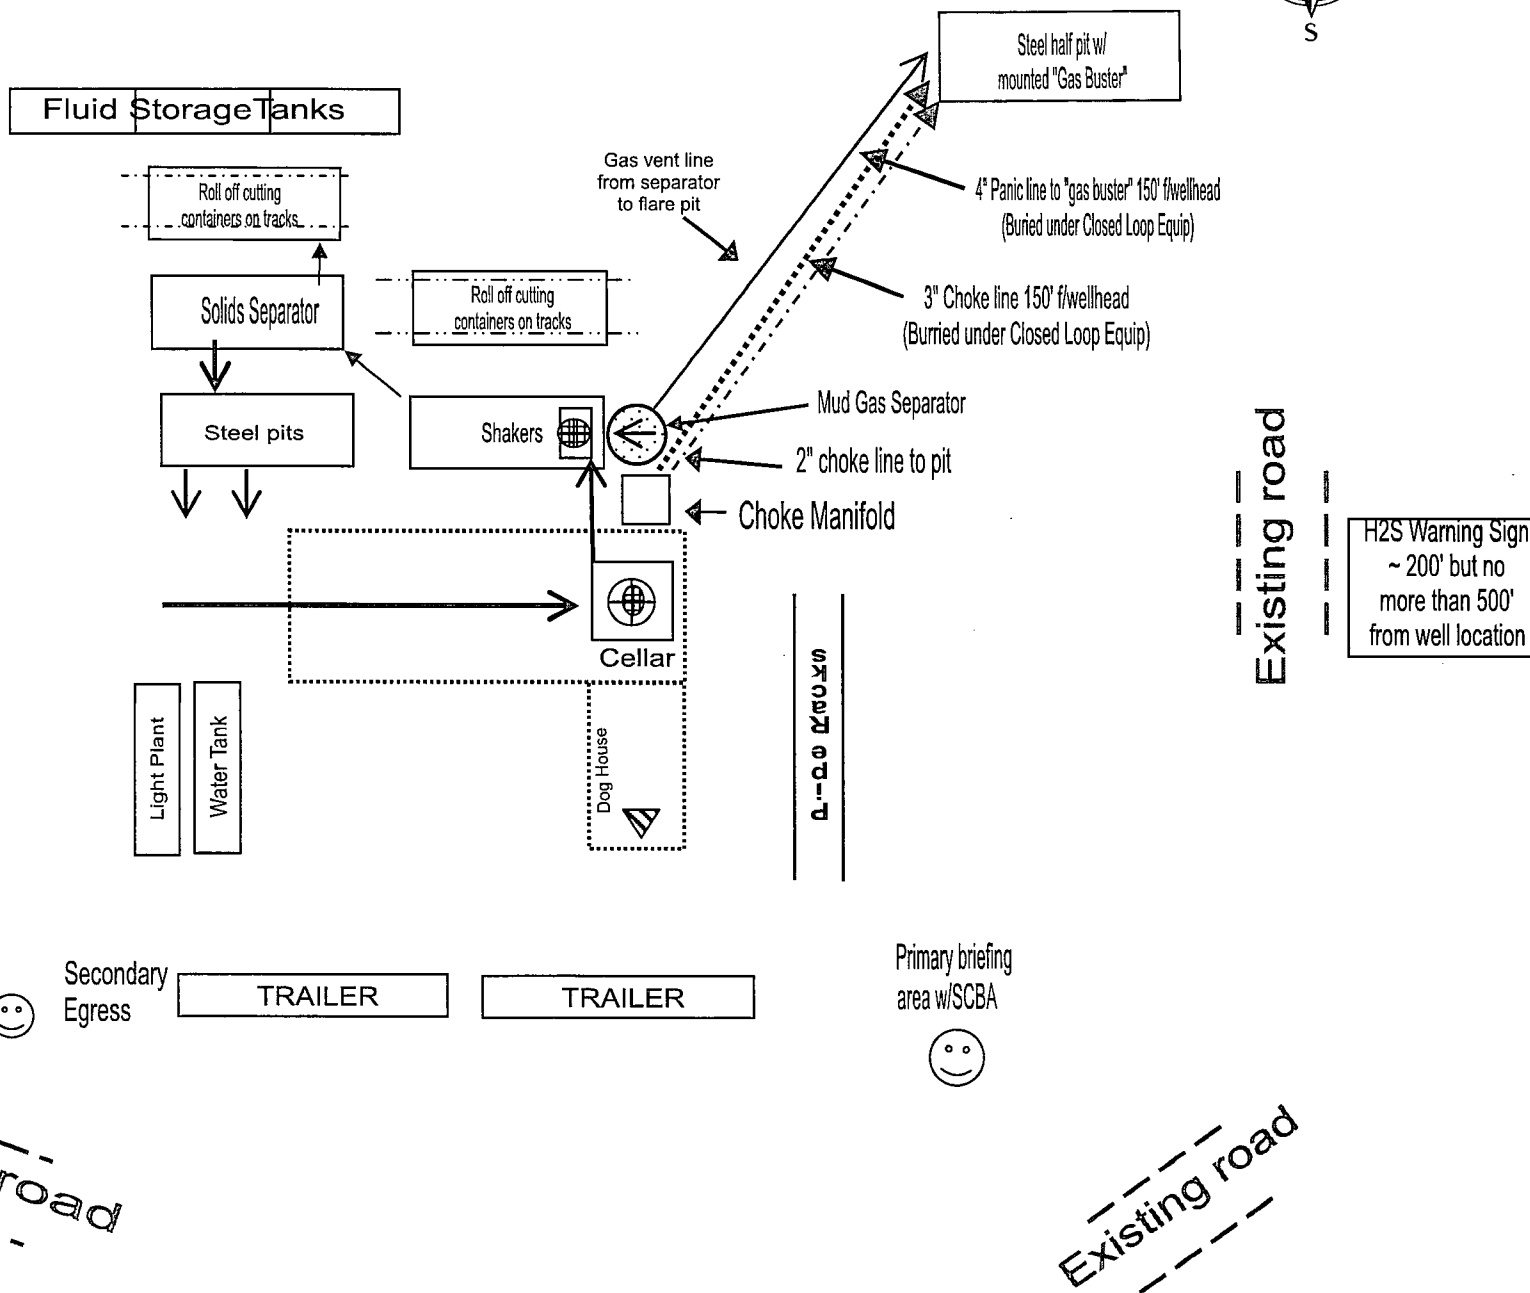 S
Steel half pit w/
mounted "Gas Buster"
Fluid StorageTanks
Gas vent line
from separator
to flare pit
Roll off cutting
containers on tracks
4" Panic line to "gas buster" 150' f/wellhead
(Buried under Closed Loop Equip)
Solids Separator
Roll off cutting
containers on tracks
3" Choke line 150' f/wellhead
(Burried under Closed Loop Equip)
Mud Gas Separator
Steel pits
Shakers
2" choke line to pit
Choke Manifold
Existing road
H2S Warning Sign
~ 200' but no
more than 500'
from well location
Cellar
Pipe Racks
Light Plant
Water Tank
Dog House
Secondary
Egress
TRAILER
TRAILER
Primary briefing
area w/SCBA
road
Existing road